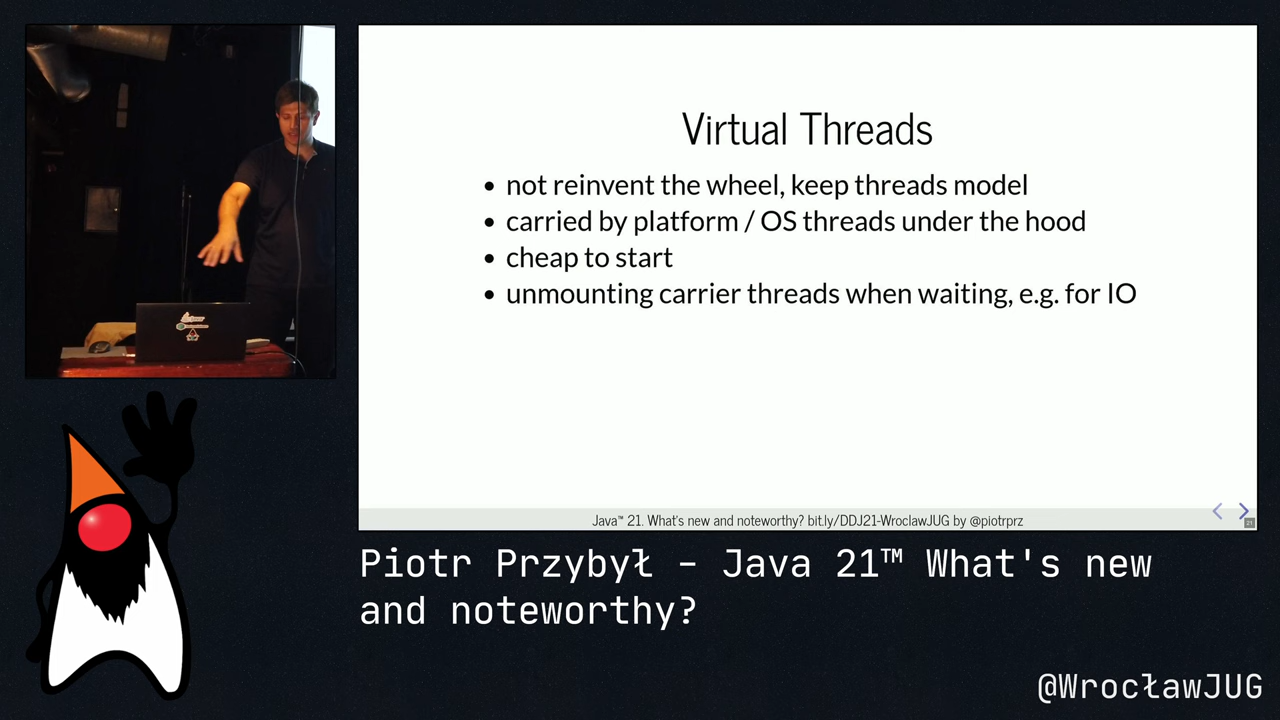 Virtual Threads
• not reinvent the wheel, keep threads model
• carried by platform / OS threads under the hood
• cheap to start
• unmounting carrier threads when waiting, e.g. for IO
Java™ 21. What's new and noteworthy? bit.ly/DDJ21-WroclawJUG by @piotrprz
21
Piotr Przybył – Java 21™ What's new
and noteworthy?
@WrocławJUG